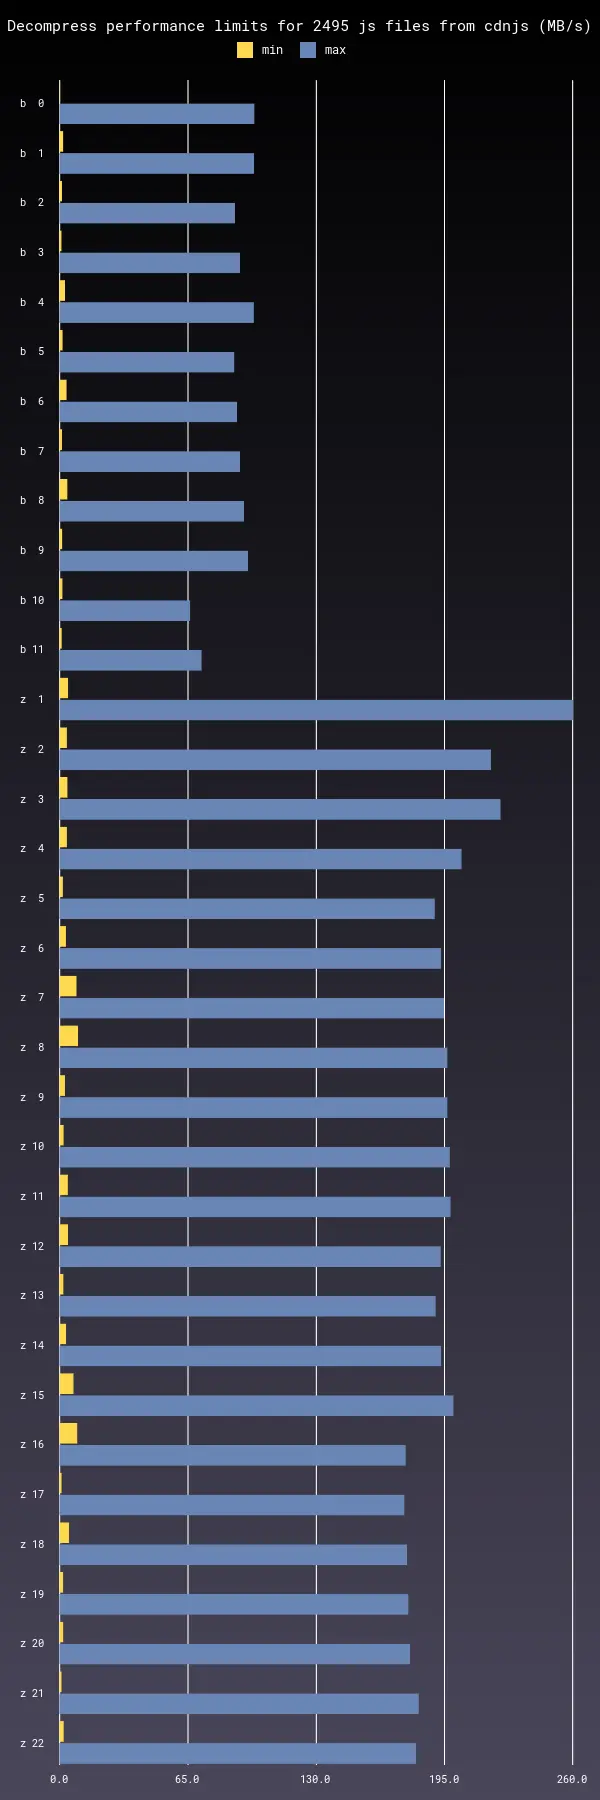 Decompress performance limits for 2495 js files from cdnjs (MB/s)
min max
b 0
b 1
b 2
b 3
b 4
b 5
b 6
b 7
b 8
b 9
b 10
b 11
z 1
z 2
z 3
z 4
z 5
z 6
z 7
z 8
z 9
z 10
z 11
z 12
z 13
z 14
z 15
z 16
z 17
z 18
z 19
z 20
z 21
z 22
0.0 65.0 130.0 195.0 260.0